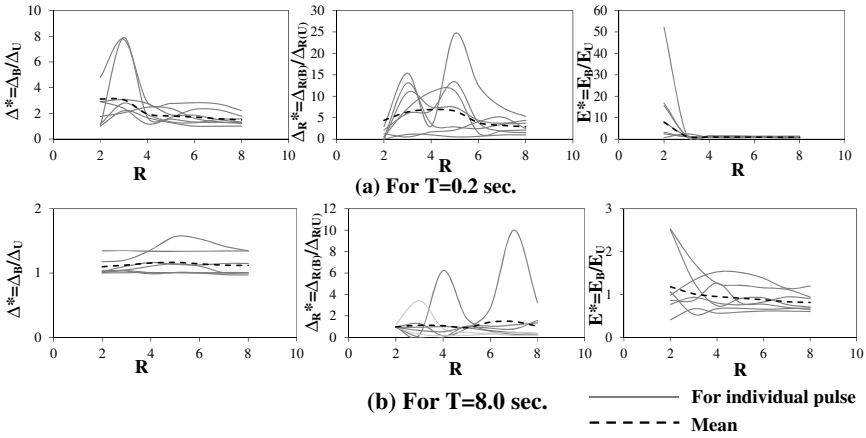 Δ*=Δ_B/Δ_U
10
8
6
4
2
0
0 2 4 6 8 10
R
Δ_R*=Δ_R(B)/Δ_R(U)
30
25
20
15
10
5
0
0 2 4 6 8 10
R
E*=E_B/E_U
60
50
40
30
20
10
0
0 2 4 6 8 10
R
(a) For T=0.2 sec.
Δ*=Δ_B/Δ_U
2
1
0
0 2 4 6 8 10
R
Δ_R*=Δ_R(B)/Δ_R(U)
12
10
8
6
4
2
0
0 2 4 6 8 10
R
E*=E_B/E_U
3
2
1
0
0 2 4 6 8 10
R
(b) For T=8.0 sec.
For individual pulse
Mean